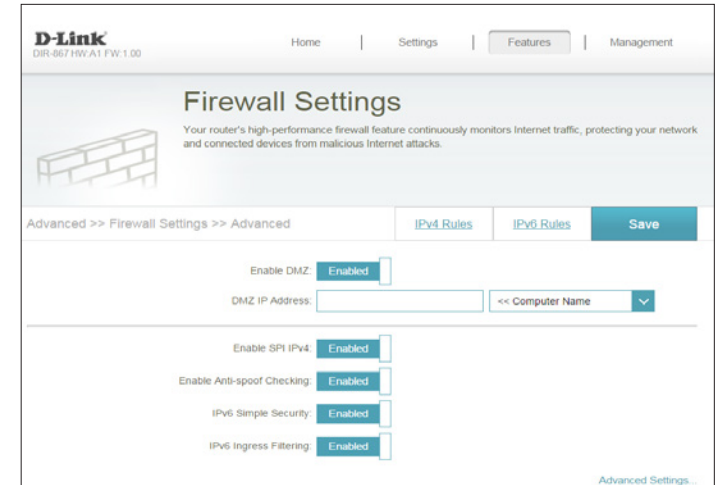 D-Link
DIR-867 HW:A1 FW:1.00
Home | Settings | Features | Management
Firewall Settings
Your router's high-performance firewall feature continuously monitors Internet traffic, protecting your network
and connected devices from malicious Internet attacks.
Advanced >> Firewall Settings >> Advanced IPv4 Rules IPv6 Rules Save
Enable DMZ: Enabled
DMZ IP Address: << Computer Name
Enable SPI IPv4: Enabled
Enable Anti-spoof Checking: Enabled
IPv6 Simple Security: Enabled
IPv6 Ingress Filtering: Enabled
Advanced Settings...